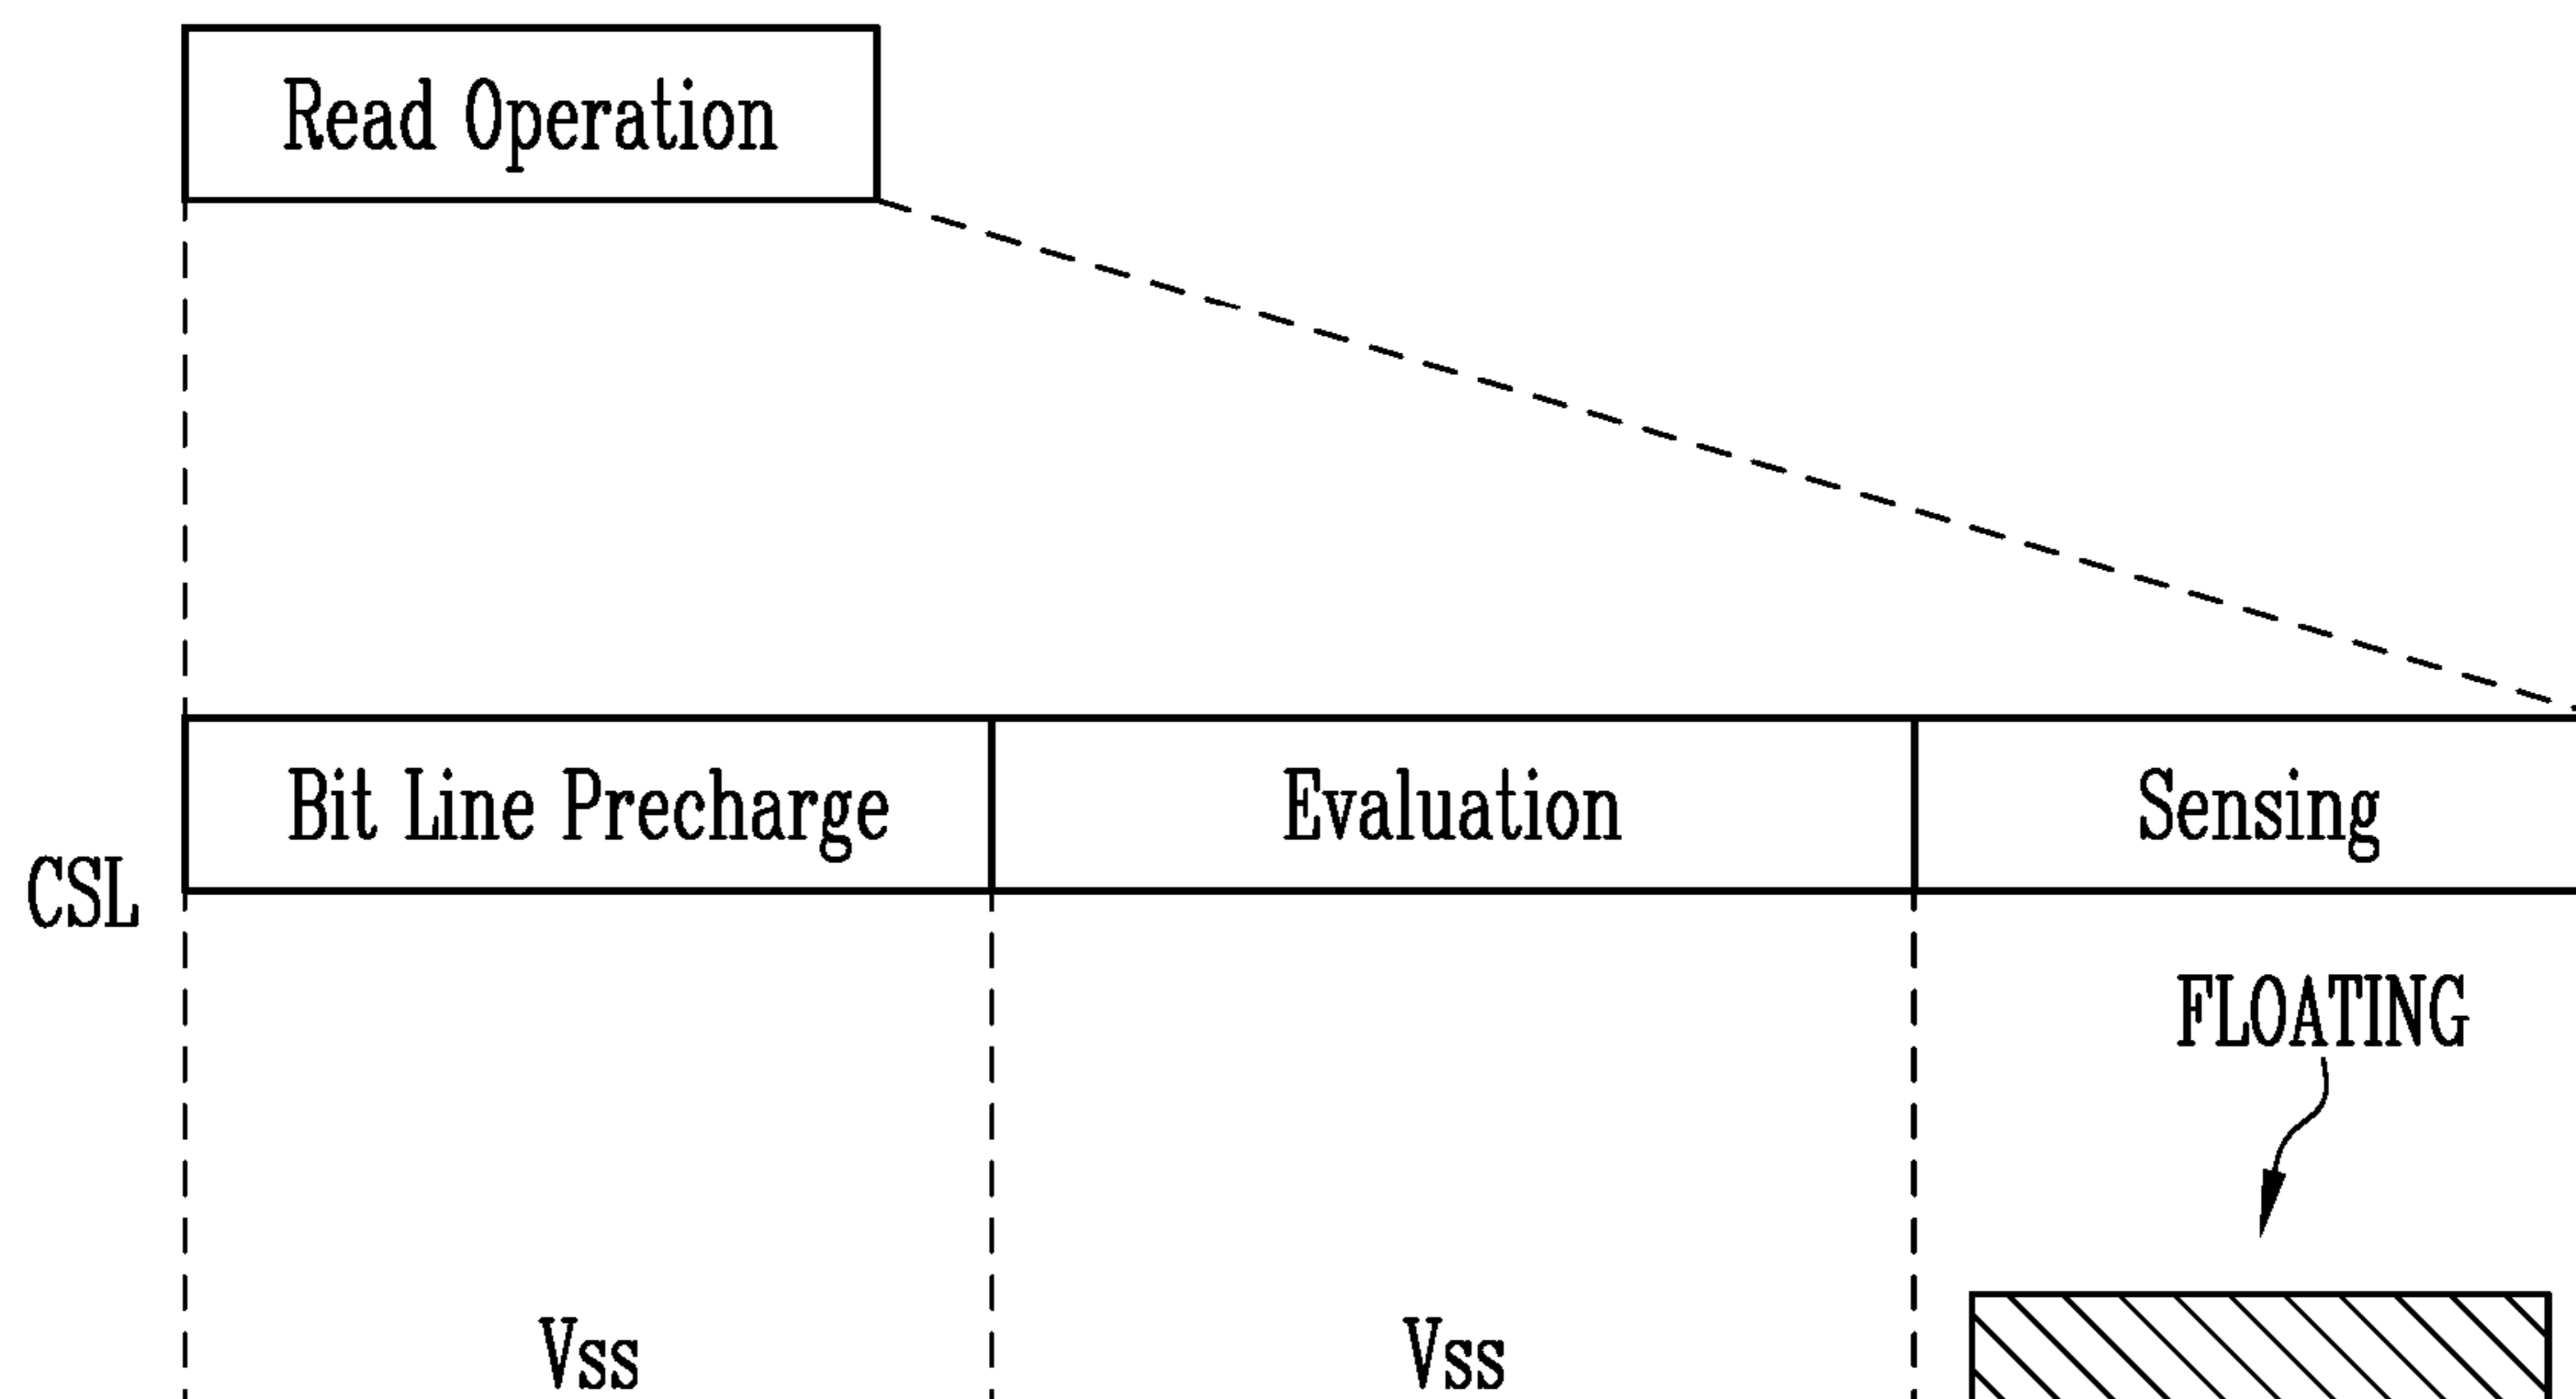 Read Operation
Bit Line Precharge Evaluation Sensing
CSL
FLOATING
Vss Vss